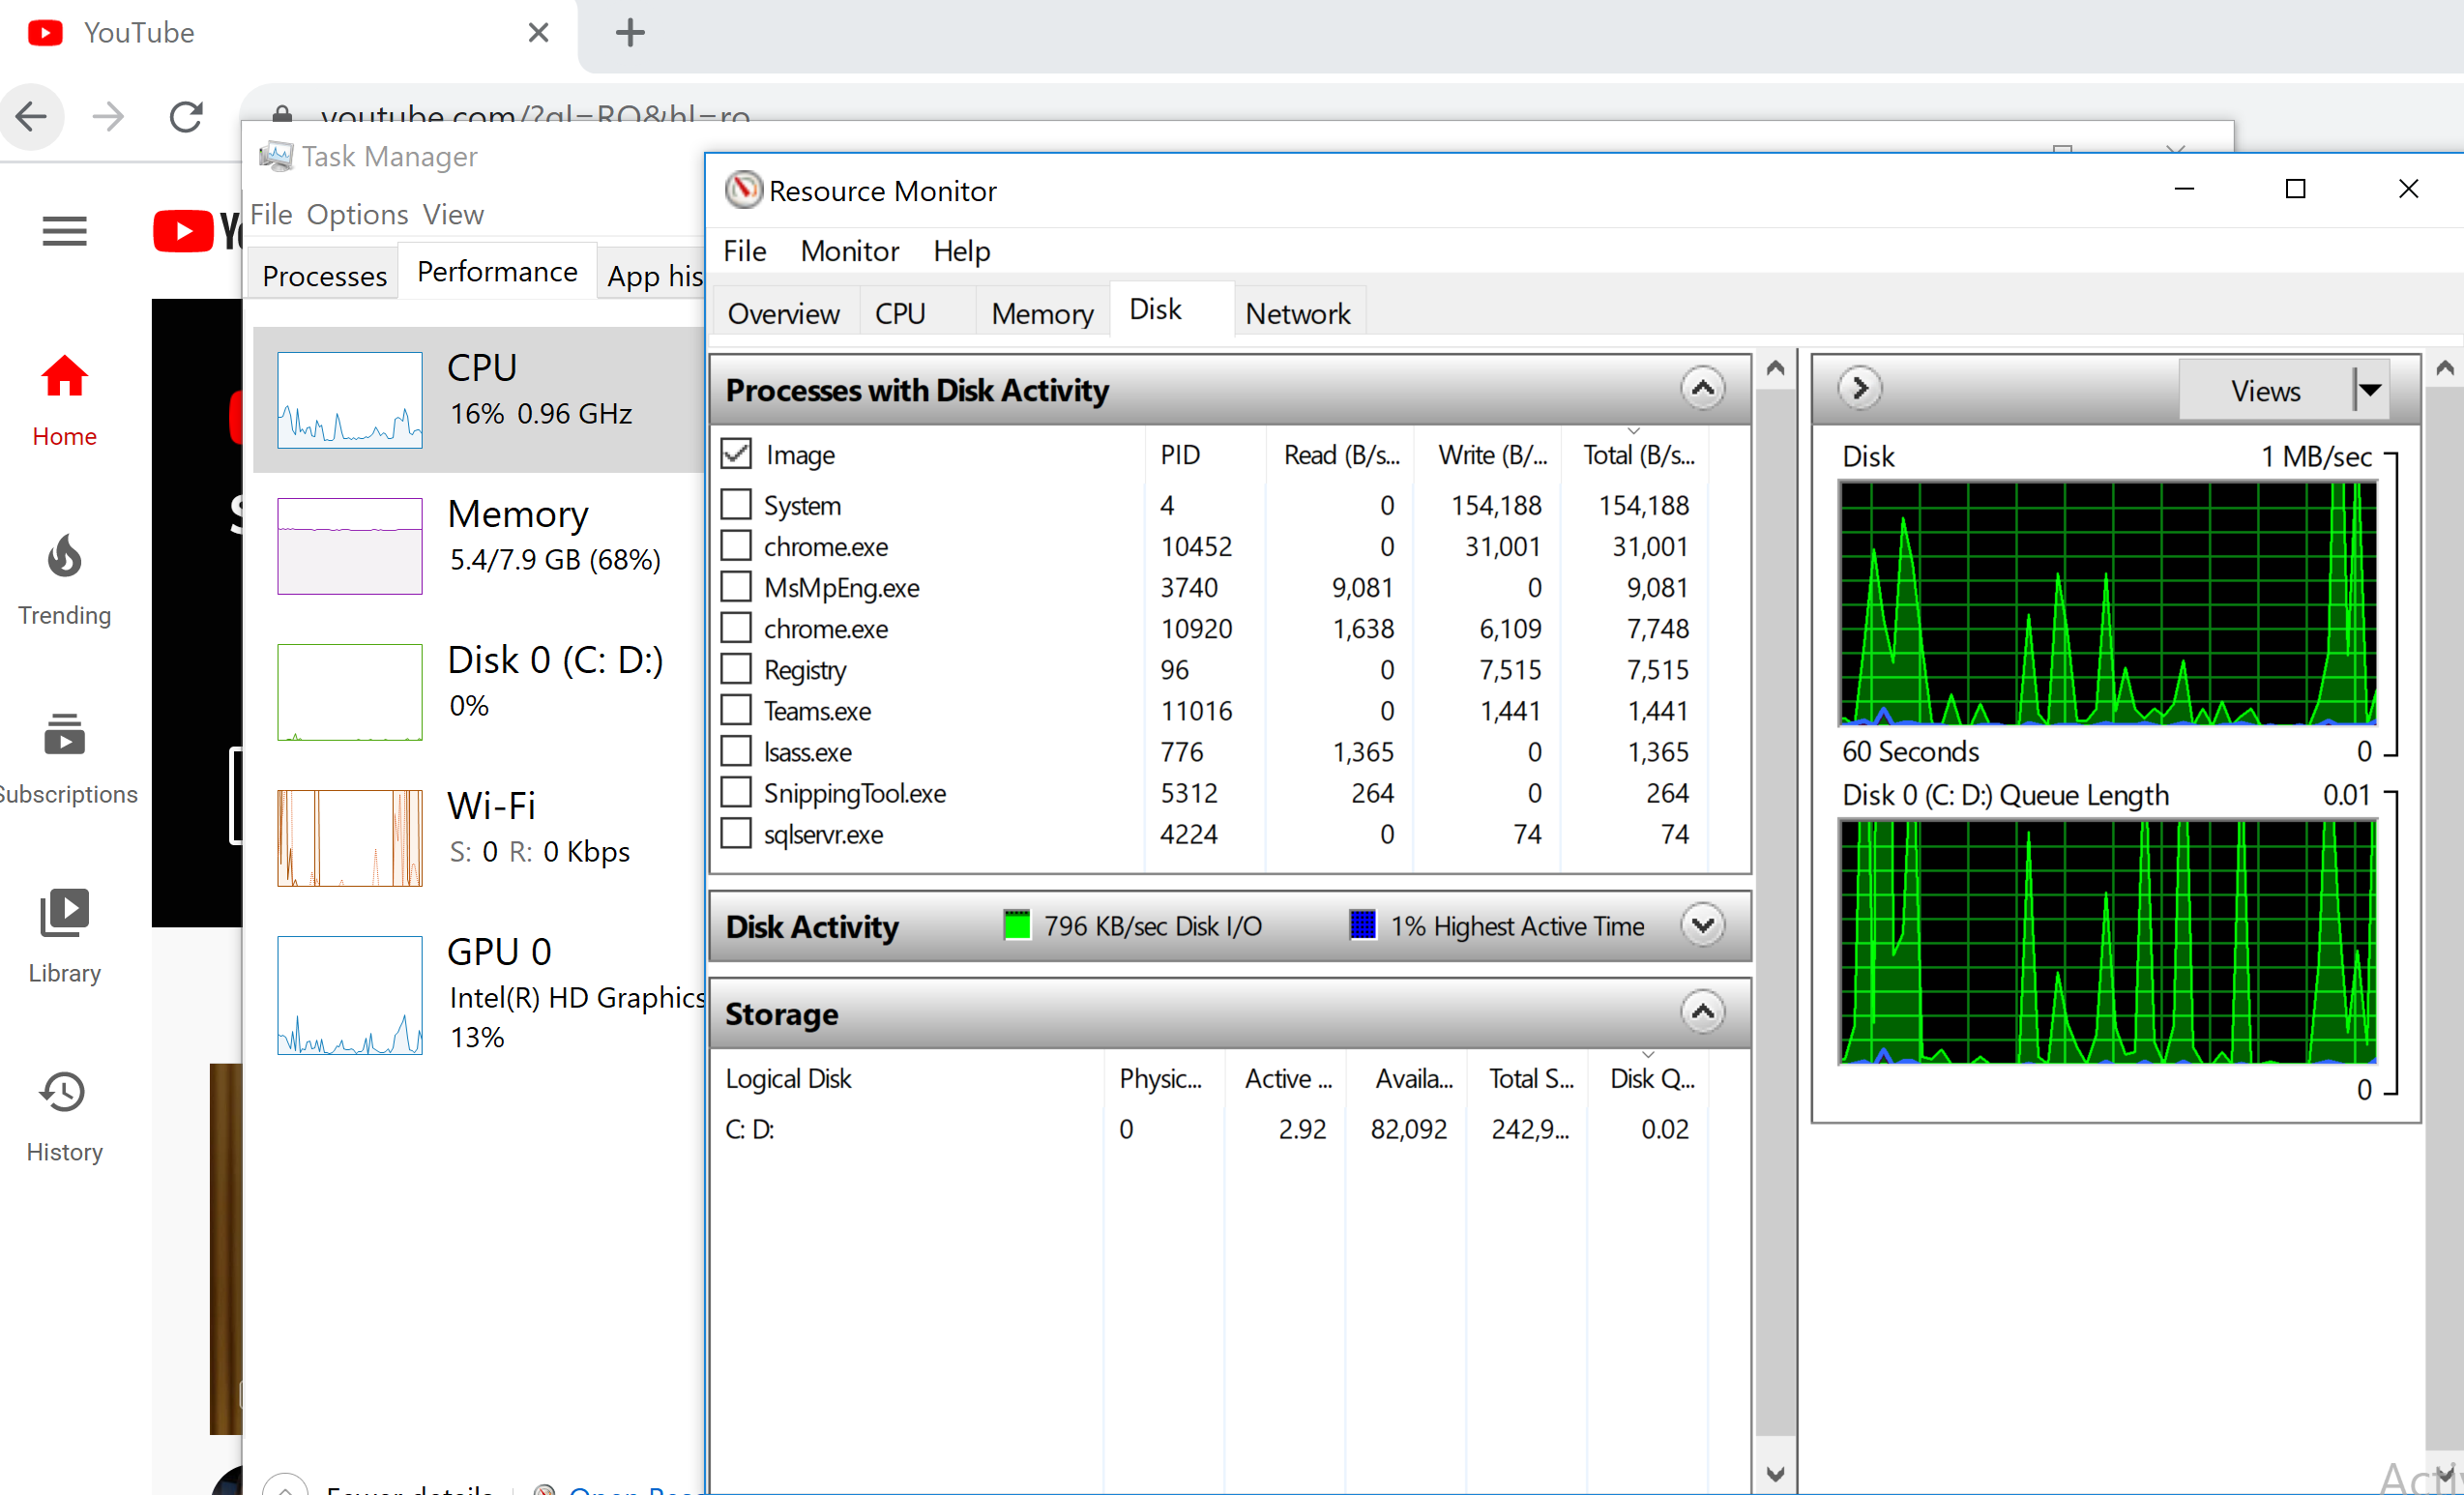 YouTube
youtube.com/?gl=RO&hl=ro
Task Manager
File Options View
Processes Performance App his
CPU
16% 0.96 GHz
Memory
5.4/7.9 GB (68%)
Disk 0 (C: D:)
0%
Wi-Fi
S: 0 R: 0 Kbps
GPU 0
Intel(R) HD Graphics
13%
Fewer details
Home
Trending
Subscriptions
Library
History
Resource Monitor
File Monitor Help
Overview CPU Memory Disk Network
Processes with Disk Activity
Image PID Read (B/s... Write (B/... Total (B/s...
System 4 0 154,188 154,188
chrome.exe 10452 0 31,001 31,001
MsMpEng.exe 3740 9,081 0 9,081
chrome.exe 10920 1,638 6,109 7,748
Registry 96 0 7,515 7,515
Teams.exe 11016 0 1,441 1,441
lsass.exe 776 1,365 0 1,365
SnippingTool.exe 5312 264 0 264
sqlservr.exe 4224 0 74 74
Disk Activity 796 KB/sec Disk I/O 1% Highest Active Time
Storage
Logical Disk Physic... Active ... Availa... Total S... Disk Q...
C: D: 0 2.92 82,092 242,9... 0.02
Views
Disk 1 MB/sec
60 Seconds 0
Disk 0 (C: D:) Queue Length 0.01
0